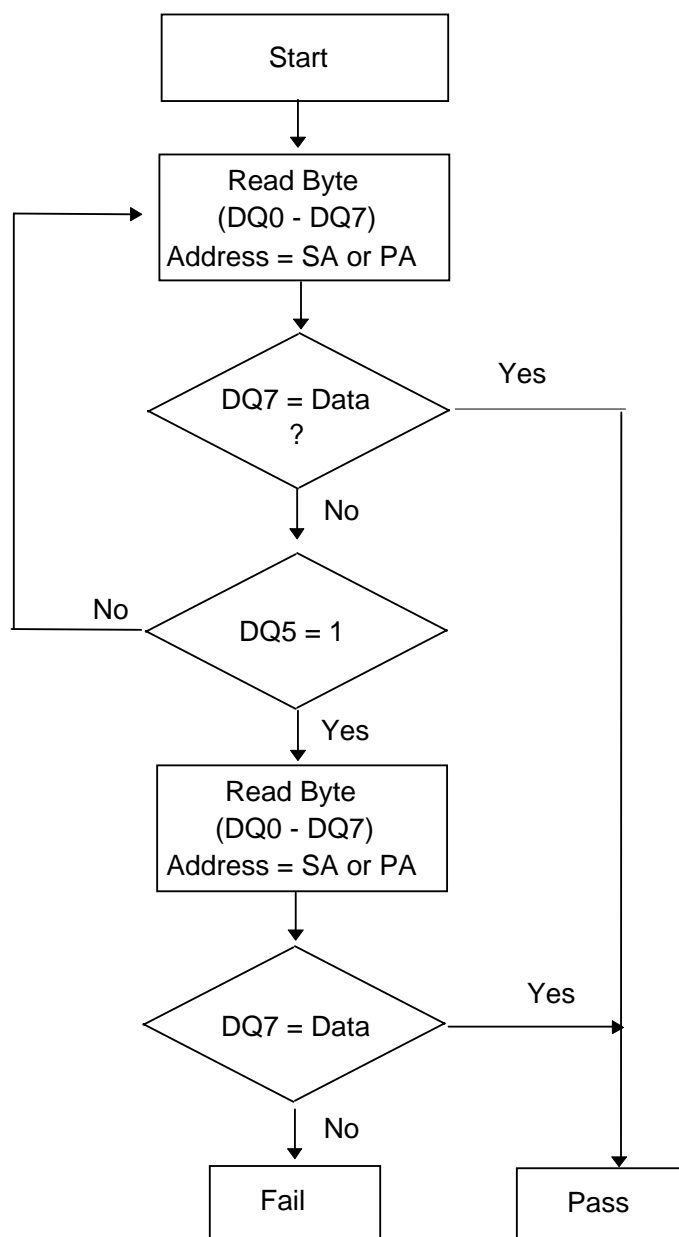 Start
Read Byte
(DQ0 - DQ7)
Address = SA or PA
DQ7 = Data
?
Yes
No
DQ5 = 1
No
Yes
Read Byte
(DQ0 - DQ7)
Address = SA or PA
DQ7 = Data
Yes
No
Fail
Pass